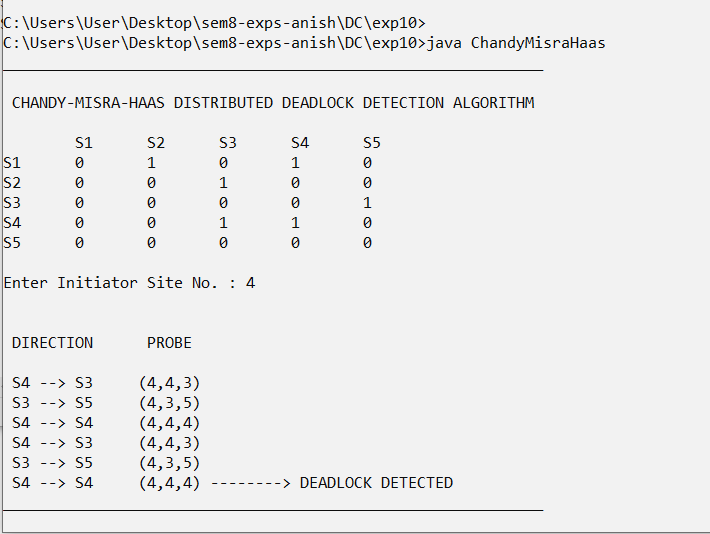 C:\Users\User\Desktop\sem8-exps-anish\DC\exp10>
C:\Users\User\Desktop\sem8-exps-anish\DC\exp10>java ChandyMisraHaas
CHANDY-MISRA-HAAS DISTRIBUTED DEADLOCK DETECTION ALGORITHM
S1 S2 S3 S4 S5
S1 0 1 0 1 0
S2 0 0 1 0 0
S3 0 0 0 0 1
S4 0 0 1 1 0
S5 0 0 0 0 0
Enter Initiator Site No. : 4
DIRECTION PROBE
S4 --> S3 (4,4,3)
S3 --> S5 (4,3,5)
S4 --> S4 (4,4,4)
S4 --> S3 (4,4,3)
S3 --> S5 (4,3,5)
S4 --> S4 (4,4,4) --------> DEADLOCK DETECTED